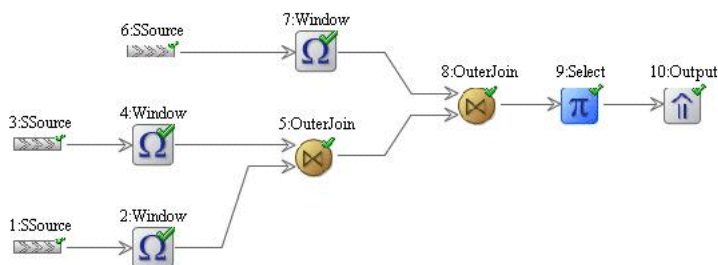 6:SSource
7:Window
8:OuterJoin
9:Select
10:Output
3:SSource
4:Window
5:OuterJoin
1:SSource
2:Window
Ω
Ω
Ω
π